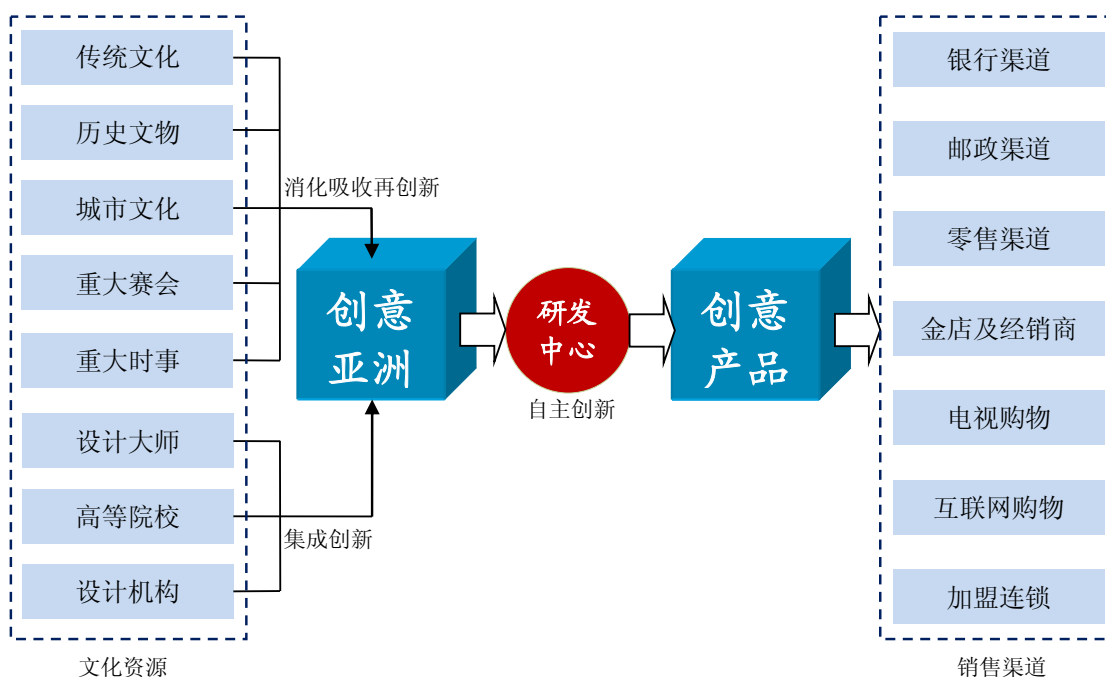 传统文化
历史文物
城市文化
重大赛会
重大时事
设计大师
高等院校
设计机构
文化资源
消化吸收再创新
集成创新
创意
亚洲
研发
中心
自主创新
创意
产品
银行渠道
邮政渠道
零售渠道
金店及经销商
电视购物
互联网购物
加盟连锁
销售渠道